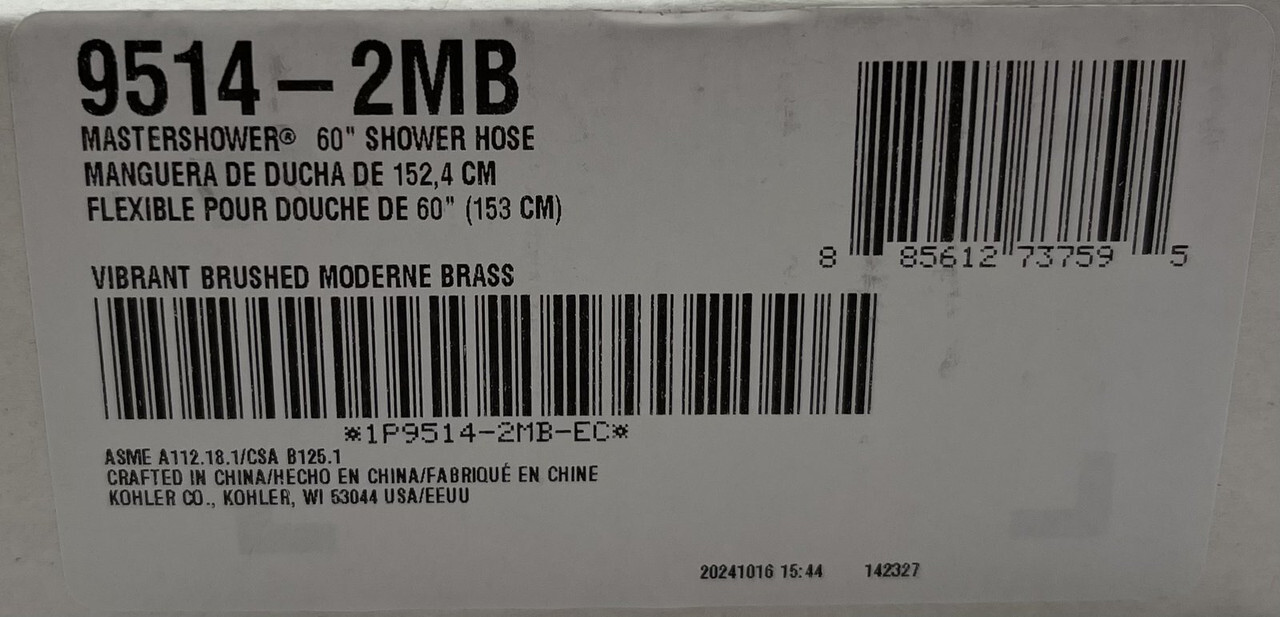 9514-2MB
MASTERSHOWER® 60" SHOWER HOSE
MANGUERA DE DUCHA DE 152,4 CM
FLEXIBLE POUR DOUCHE DE 60" (153 CM)
8 85612 73759 5
VIBRANT BRUSHED MODERNE BRASS
*1P9514-2MB-EC*
ASME A112.18.1/CSA B125.1
CRAFTED IN CHINA/HECHO EN CHINA/FABRIQUÉ EN CHINE
KOHLER CO., KOHLER, WI 53044 USA/EEUU
20241016 15:44 142327